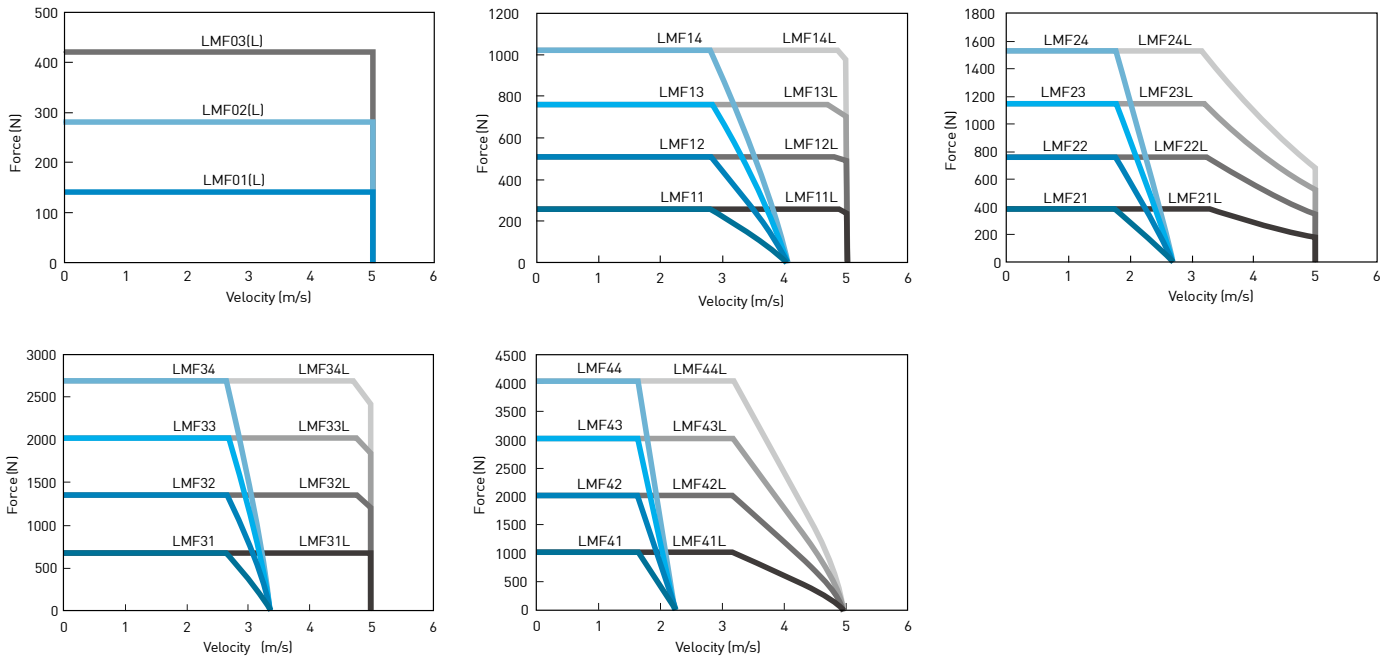 500
400
300
200
100
0
Force (N)
LMF03(L)
LMF02(L)
LMF01(L)
0 1 2 3 4 5 6
Velocity (m/s)
1200
1000
800
600
400
200
0
Force (N)
LMF14 LMF14L
LMF13 LMF13L
LMF12 LMF12L
LMF11 LMF11L
0 1 2 3 4 5 6
Velocity (m/s)
1800
1600
1400
1200
1000
800
600
400
200
0
Force (N)
LMF24 LMF24L
LMF23 LMF23L
LMF22 LMF22L
LMF21 LMF21L
0 1 2 3 4 5 6
Velocity (m/s)
3000
2500
2000
1500
1000
500
0
Force (N)
LMF34 LMF34L
LMF33 LMF33L
LMF32 LMF32L
LMF31 LMF31L
0 1 2 3 4 5 6
Velocity (m/s)
4500
4000
3500
3000
2500
2000
1500
1000
500
0
Force (N)
LMF44 LMF44L
LMF43 LMF43L
LMF42 LMF42L
LMF41 LMF41L
0 1 2 3 4 5 6
Velocity (m/s)